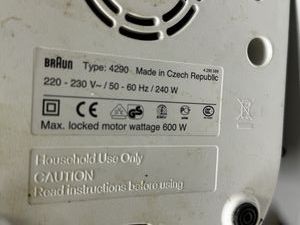 BRAUN Type: 4290 Made in Czech Republic
220 - 230 V~ / 50 - 60 Hz / 240 W
Max. locked motor wattage 600 W
Household Use Only
CAUTION
Read instructions before using